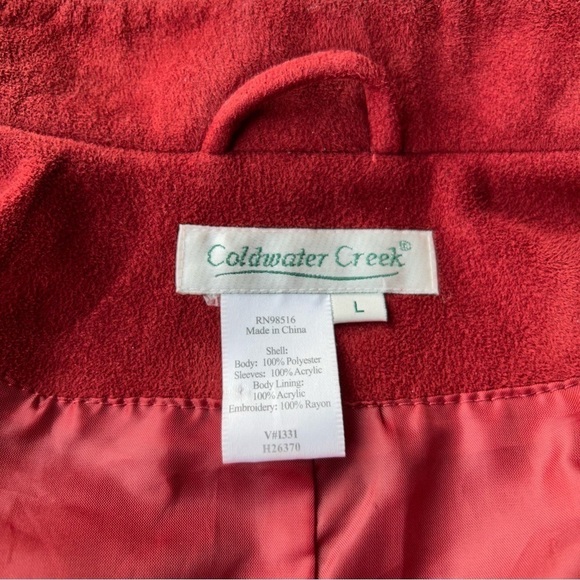 Coldwater Creek®
L
RN98516
Made in China
Shell:
Body: 100% Polyester
Sleeves: 100% Acrylic
Body Lining:
100% Acrylic
Embroidery: 100% Rayon
V#1331
H26370